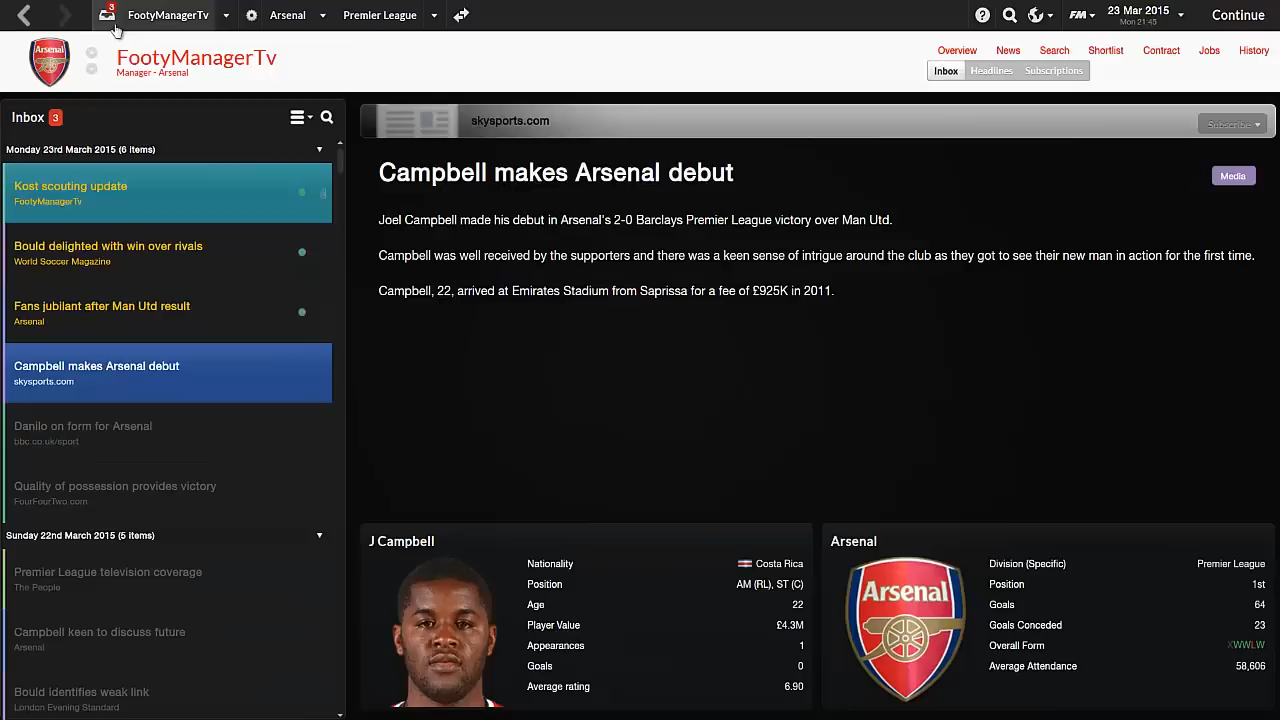 3
FootyManagerTv
Arsenal
Premier League
FM
23 Mar 2015
Mon 21:45
Continue
Arsenal
FootyManagerTv
Manager - Arsenal
Overview
News
Search
Shortlist
Contract
Jobs
History
Inbox
Headlines
Subscriptions
Inbox 3
Monday 23rd March 2015 (6 items)
Kost scouting update
FootyManagerTv
Bould delighted with win over rivals
World Soccer Magazine
Fans jubilant after Man Utd result
Arsenal
Campbell makes Arsenal debut
skysports.com
Danilo on form for Arsenal
bbc.co.uk/sport
Quality of possession provides victory
FourFourTwo.com
Sunday 22nd March 2015 (5 items)
Premier League television coverage
The People
Campbell keen to discuss future
Arsenal
Bould identifies weak link
London Evening Standard
skysports.com
Subscribe
Campbell makes Arsenal debut
Media
Joel Campbell made his debut in Arsenal's 2-0 Barclays Premier League victory over Man Utd.
Campbell was well received by the supporters and there was a keen sense of intrigue around the club as they got to see their new man in action for the first time.
Campbell, 22, arrived at Emirates Stadium from Saprissa for a fee of £925K in 2011.
J Campbell
Nationality Costa Rica
Position AM (RL), ST (C)
Age 22
Player Value £4.3M
Appearances 1
Goals 0
Average rating 6.90
Arsenal
Arsenal
Division (Specific) Premier League
Position 1st
Goals 64
Goals Conceded 23
Overall Form XWWLW
Average Attendance 58,606